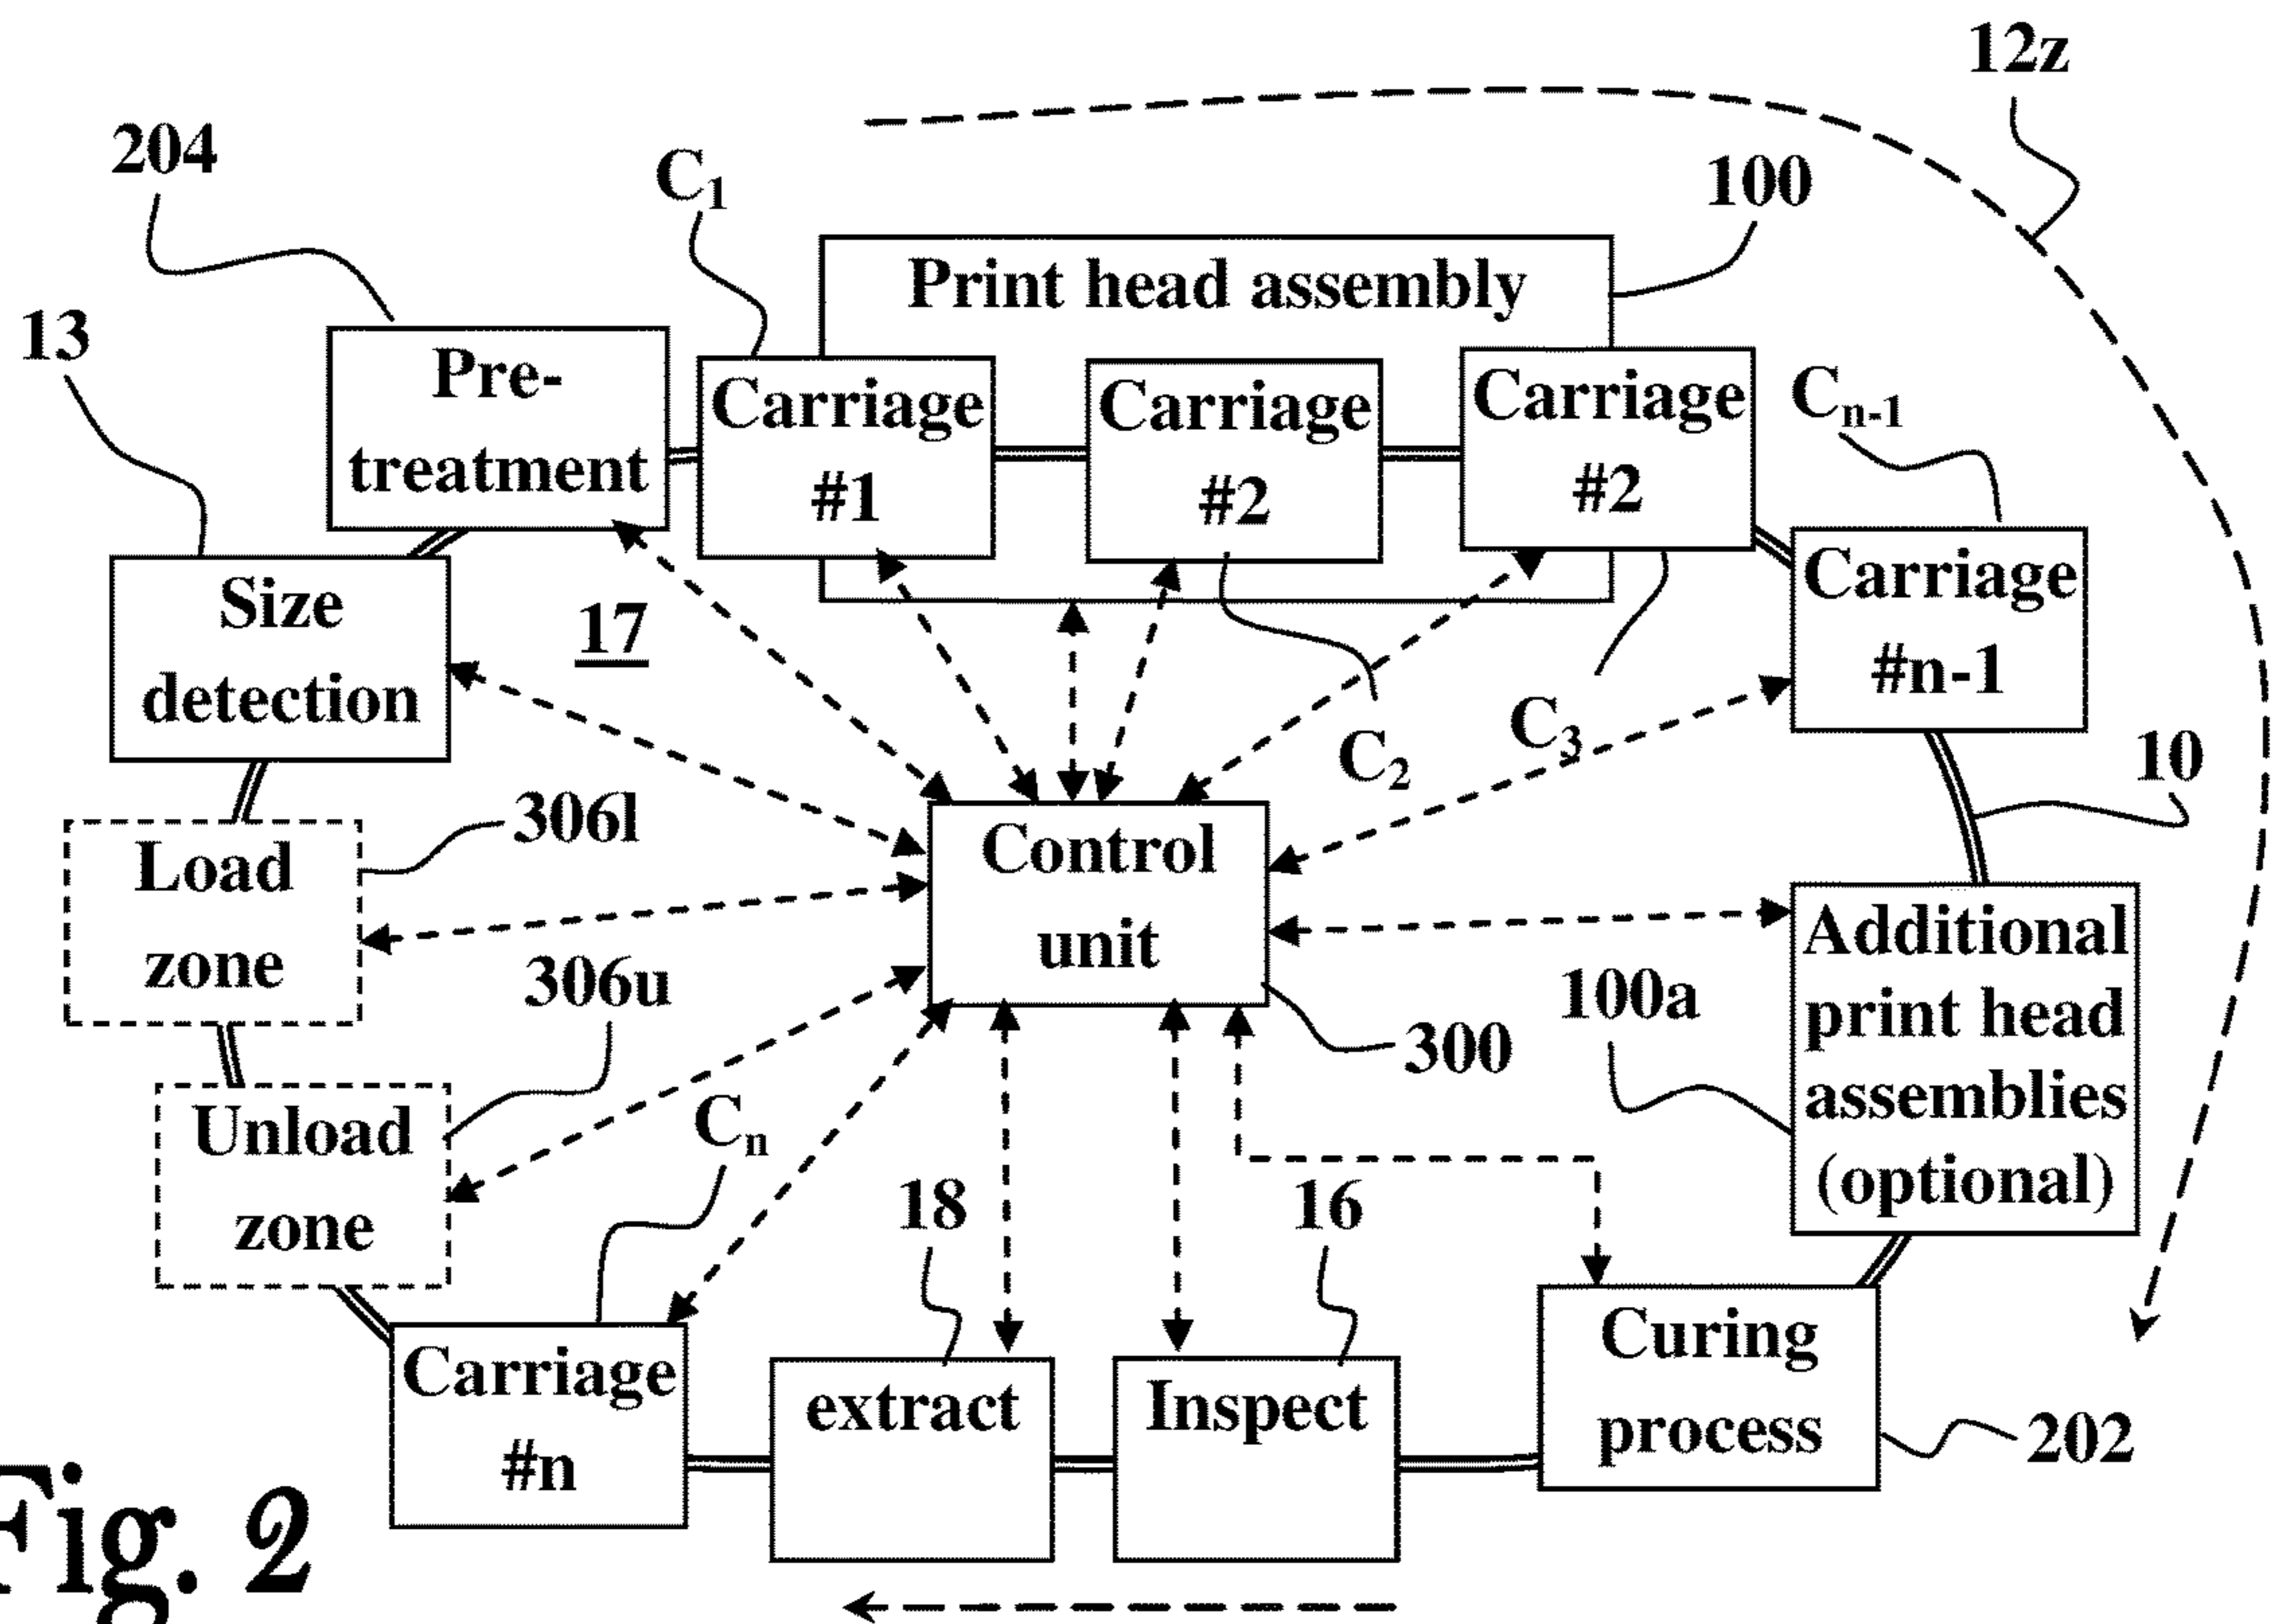 12z
204
C1
100
Print head assembly
13
Pre-
treatment
Carriage
#1
Carriage
#2
Carriage
#2
Cn-1
Size
detection
17
Carriage
#n-1
C2
C3
10
Load
zone
306l
Control
unit
306u
300
100a
Additional
print head
assemblies
(optional)
Unload
zone
Cn
18
16
Carriage
#n
extract
Inspect
Curing
process
202
Fig. 2